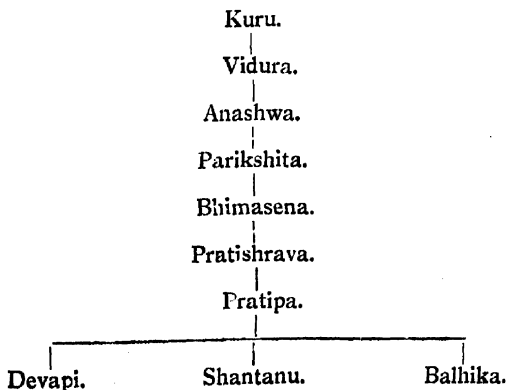 Kuru.
Vidura.
Anashwa.
Parikshita.
Bhimasena.
Pratishrava.
Pratipa.
Devapi. Shantanu. Balhika.